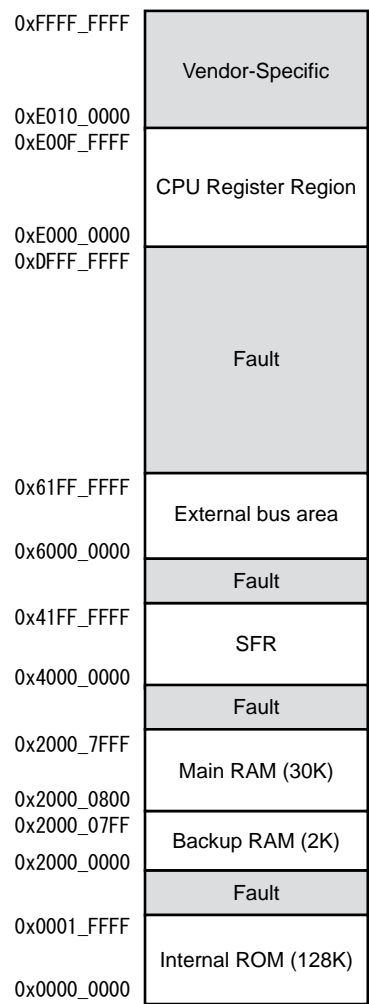 0xFFFF_FFFF
Vendor-Specific
0xE010_0000
0xE00F_FFFF
CPU Register Region
0xE000_0000
0xDFFF_FFFF
Fault
0x61FF_FFFF
External bus area
0x6000_0000
Fault
0x41FF_FFFF
SFR
0x4000_0000
Fault
0x2000_7FFF
Main RAM (30K)
0x2000_0800
0x2000_07FF
Backup RAM (2K)
0x2000_0000
Fault
0x0001_FFFF
Internal ROM (128K)
0x0000_0000